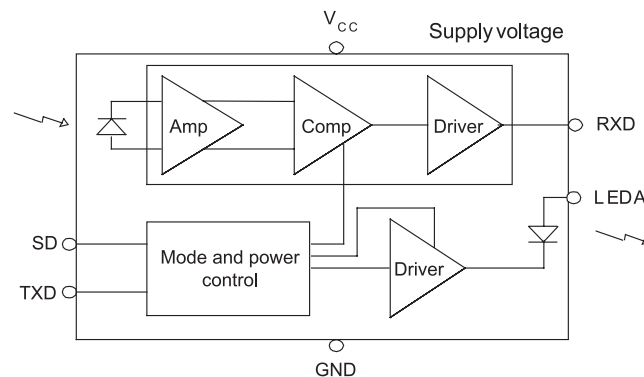 VCC
Supply voltage
Amp
Comp
Driver
RXD
LEDA
SD
Mode and power
control
Driver
TXD
GND